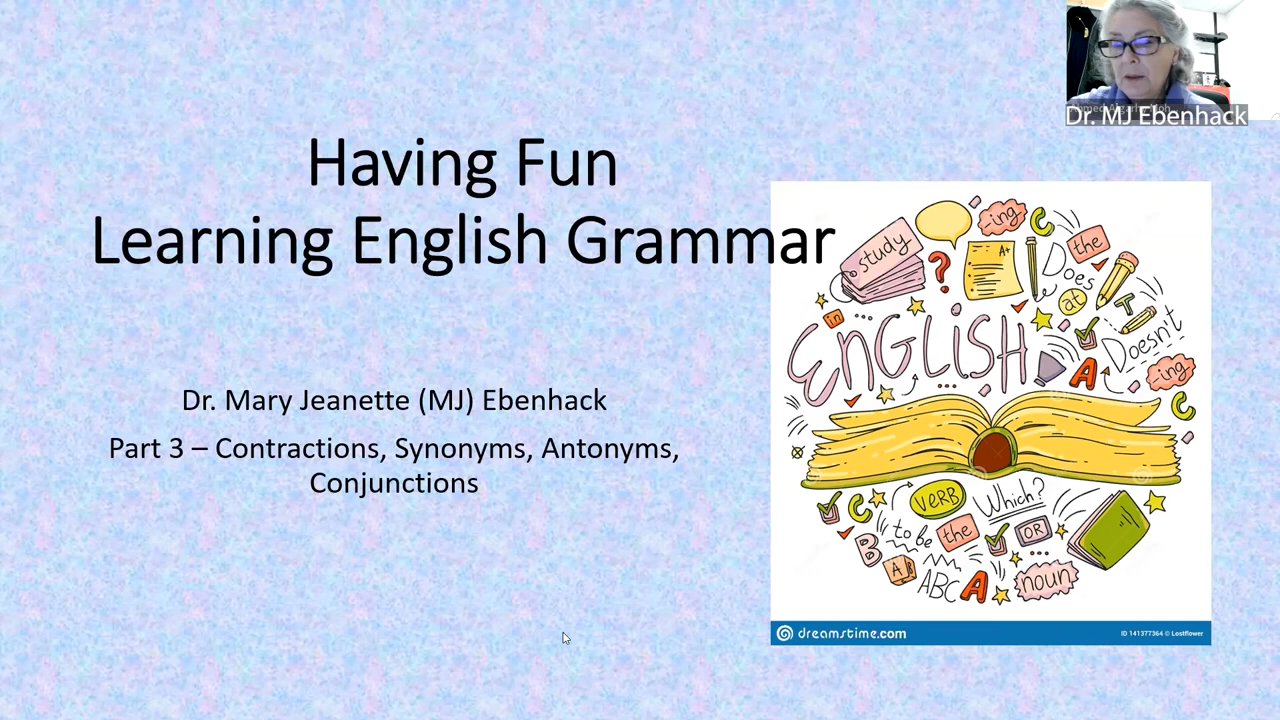 Dr. MJ Ebenhack
Having Fun
Learning English Grammar
Dr. Mary Jeanette (MJ) Ebenhack
Part 3 – Contractions, Synonyms, Antonyms,
Conjunctions
study
ing
C
the
?
A+
Does
at
T
in
ENGLiSH
A
Doesn't
ing
C
C
VERB
Which?
to be
the
OR
B
A
ABC
A
noun
dreamstime.com
ID 141377364 © Lostflower